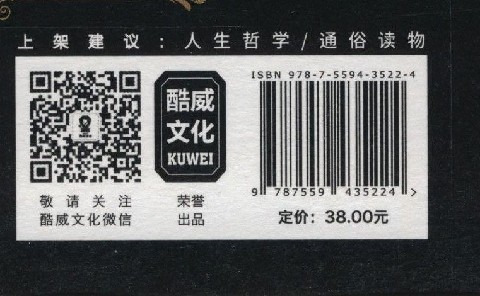 上架建议：人生哲学/通俗读物
ISBN 978-7-5594-3522-4
酷威
文化
KUWEI
9 787559 435224 >
敬请关注
酷威文化微信
荣誉
出品
定价：38.00元